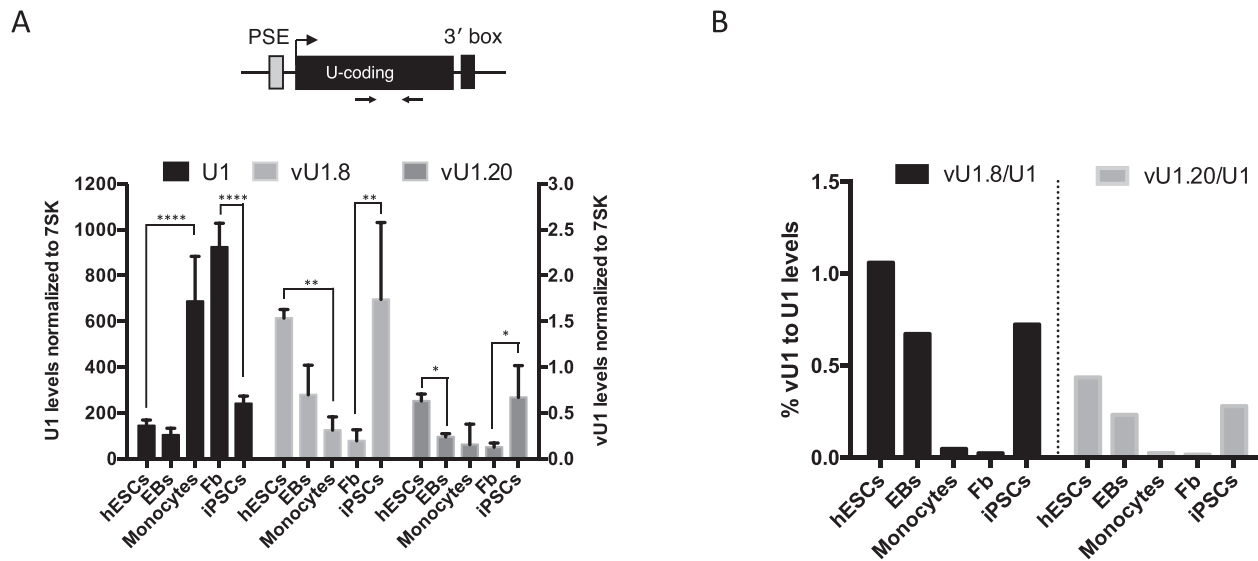 A
PSE
3′ box
U-coding
U1
vU1.8
vU1.20
U1 levels normalized to 7SK
1200
1000
800
600
400
200
0
****
****
**
**
*
*
3.0
2.5
2.0
1.5
1.0
0.5
0.0
vU1 levels normalized to 7SK
hESCs
EBs
Monocytes
Fb
iPSCs
hESCs
EBs
Monocytes
Fb
iPSCs
hESCs
EBs
Monocytes
Fb
iPSCs
B
vU1.8/U1
vU1.20/U1
% vU1 to U1 levels
1.5
1.0
0.5
0.0
hESCs
EBs
Monocytes
Fb
iPSCs
hESCs
EBs
Monocytes
Fb
iPSCs